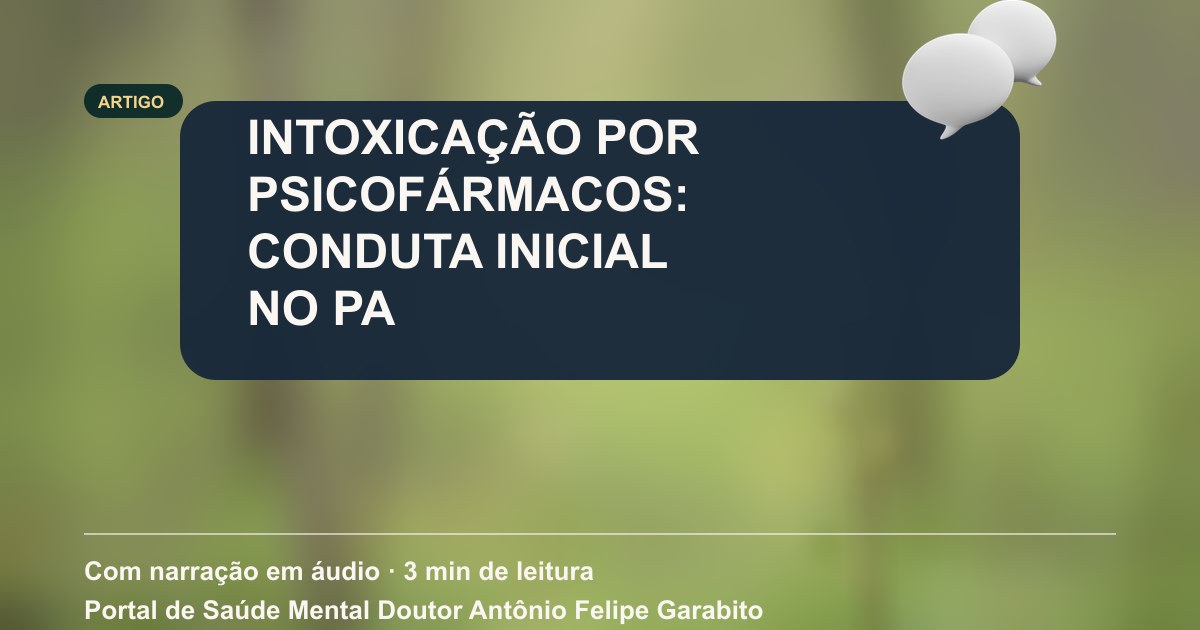 ARTIGO
INTOXICAÇÃO POR
PSICOFÁRMACOS:
CONDUTA INICIAL
NO PA
Com narração em áudio · 3 min de leitura
Portal de Saúde Mental Doutor Antônio Felipe Garabito